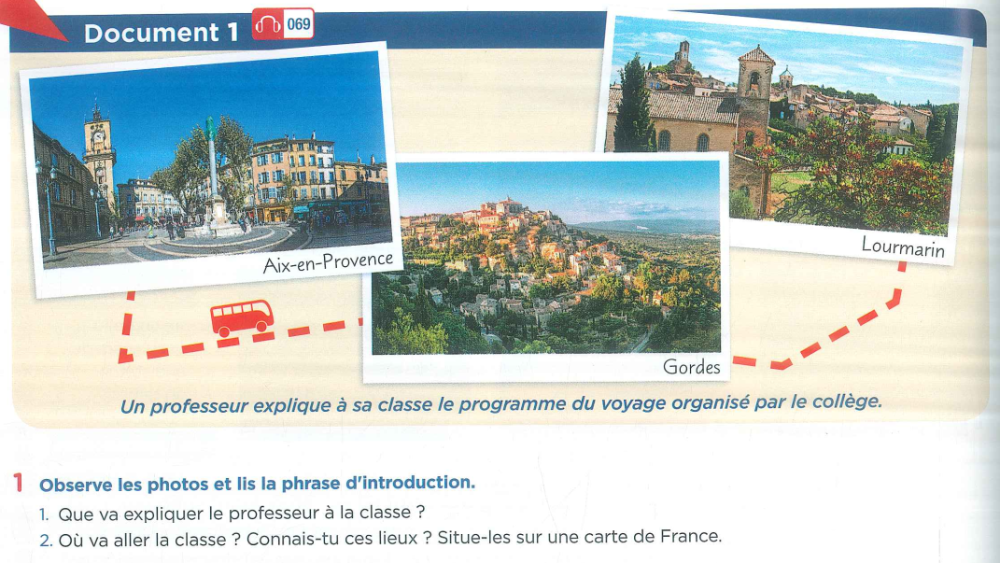 Document 1 069
Aix-en-Provence
Lourmarin
Gordes
Un professeur explique à sa classe le programme du voyage organisé par le collège.
1 Observe les photos et lis la phrase d'introduction.
1. Que va expliquer le professeur à la classe ?
2. Où va aller la classe ? Connais-tu ces lieux ? Situe-les sur une carte de France.